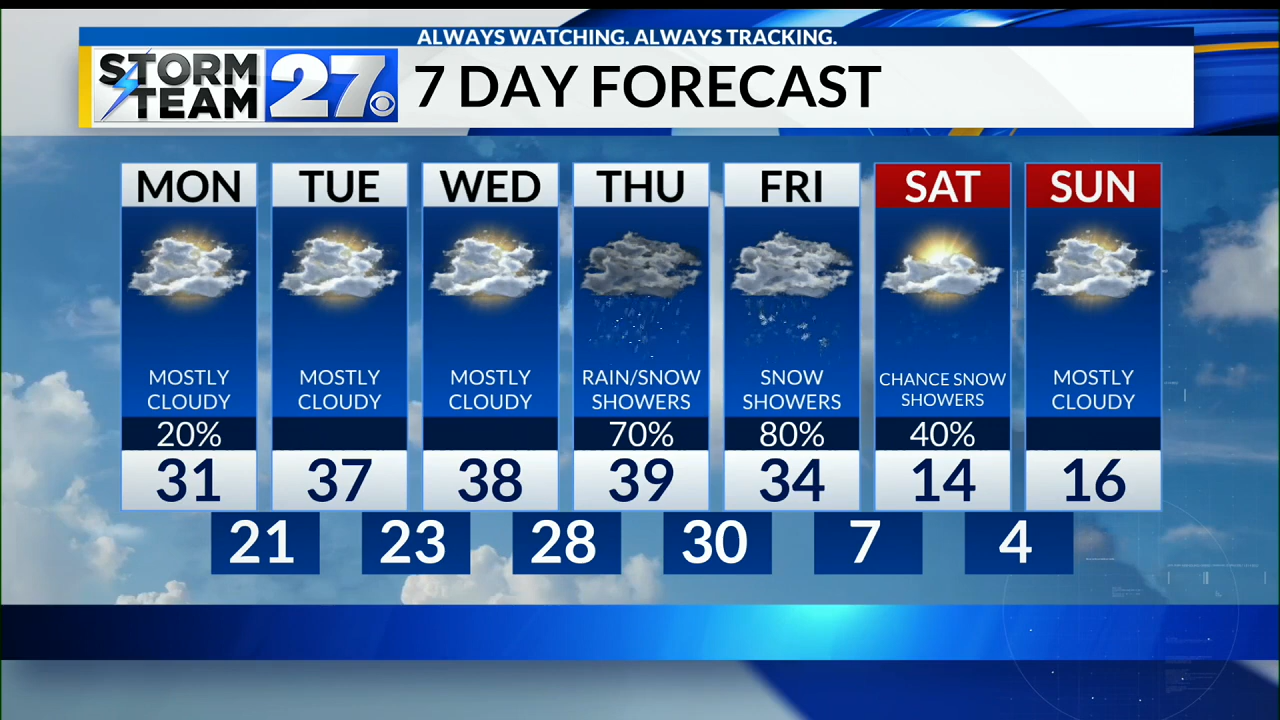 ALWAYS WATCHING. ALWAYS TRACKING.
STORM
TEAM
27
7 DAY FORECAST
MON
TUE
WED
THU
FRI
SAT
SUN
MOSTLY
CLOUDY
MOSTLY
CLOUDY
MOSTLY
CLOUDY
RAIN/SNOW
SHOWERS
SNOW
SHOWERS
CHANCE SNOW
SHOWERS
MOSTLY
CLOUDY
20%
70%
80%
40%
31
37
38
39
34
14
16
21
23
28
30
7
4